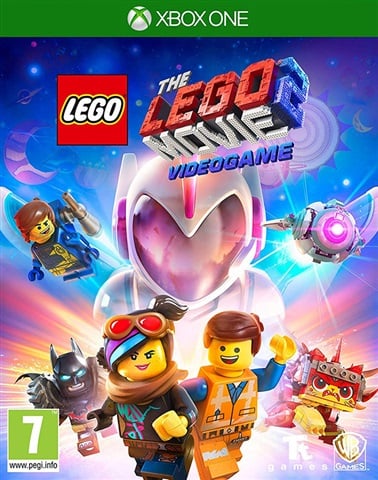 XBOX ONE
LEGO
THE
LEGO
MOVIE 2
VIDEOGAME
7
www.pegi.info
TT
games
WB
GAMES